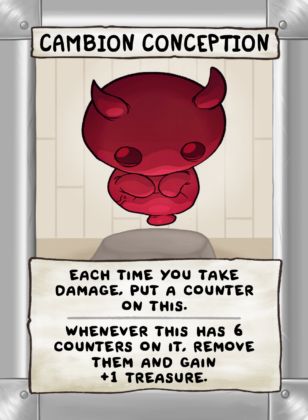 CAMBION CONCEPTION
EACH TIME YOU TAKE
DAMAGE, PUT A COUNTER
ON THIS.
WHENEVER THIS HAS 6
COUNTERS ON IT, REMOVE
THEM AND GAIN
+1 TREASURE.